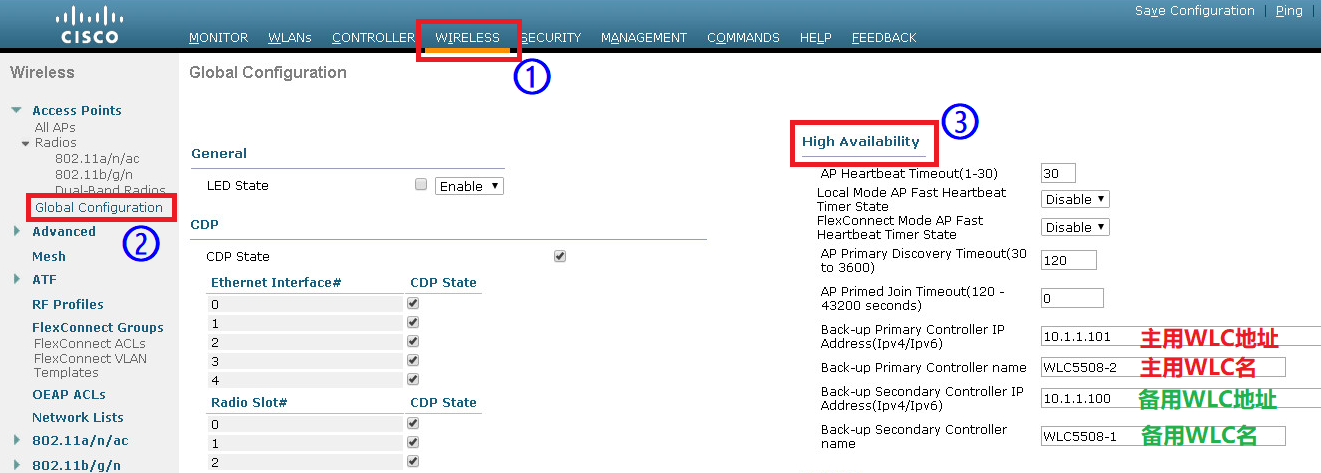 Save Configuration | Ping |
CISCO
MONITOR WLANs CONTROLLER WIRELESS SECURITY MANAGEMENT COMMANDS HELP FEEDBACK
①
Wireless
Access Points
All APs
Radios
802.11a/n/ac
802.11b/g/n
Dual-Band Radios
Global Configuration
②
Advanced
Mesh
ATF
RF Profiles
FlexConnect Groups
FlexConnect ACLs
FlexConnect VLAN
Templates
OEAP ACLs
Network Lists
802.11a/n/ac
802.11b/g/n
Global Configuration
General
LED State Enable
CDP
CDP State
Ethernet Interface# CDP State
0
1
2
3
4
Radio Slot# CDP State
0
1
2
③
High Availability
AP Heartbeat Timeout(1-30) 30
Local Mode AP Fast Heartbeat
Timer State Disable
FlexConnect Mode AP Fast
Heartbeat Timer State Disable
AP Primary Discovery Timeout(30
to 3600) 120
AP Primed Join Timeout(120 -
43200 seconds) 0
Back-up Primary Controller IP
Address(Ipv4/Ipv6) 10.1.1.101 主用WLC地址
Back-up Primary Controller name WLC5508-2 主用WLC名
Back-up Secondary Controller IP
Address(Ipv4/Ipv6) 10.1.1.100 备用WLC地址
Back-up Secondary Controller
name WLC5508-1 备用WLC名